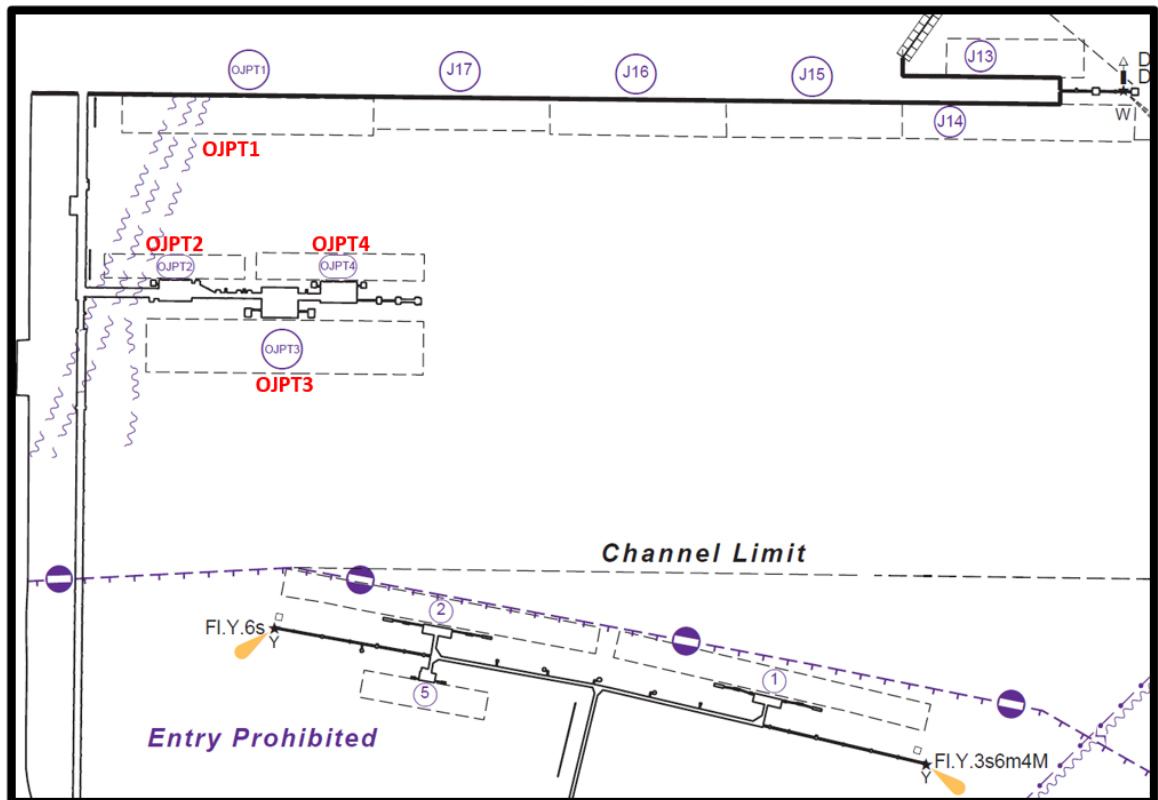 OJPT1
J17
J16
J15
J13
D
D
W
J14
OJPT1
OJPT2
OJPT4
OJPT2
OJPT4
OJPT3
OJPT3
Channel Limit
2
Fl.Y.6s
Y
1
5
Entry Prohibited
Fl.Y.3s6m4M
Y